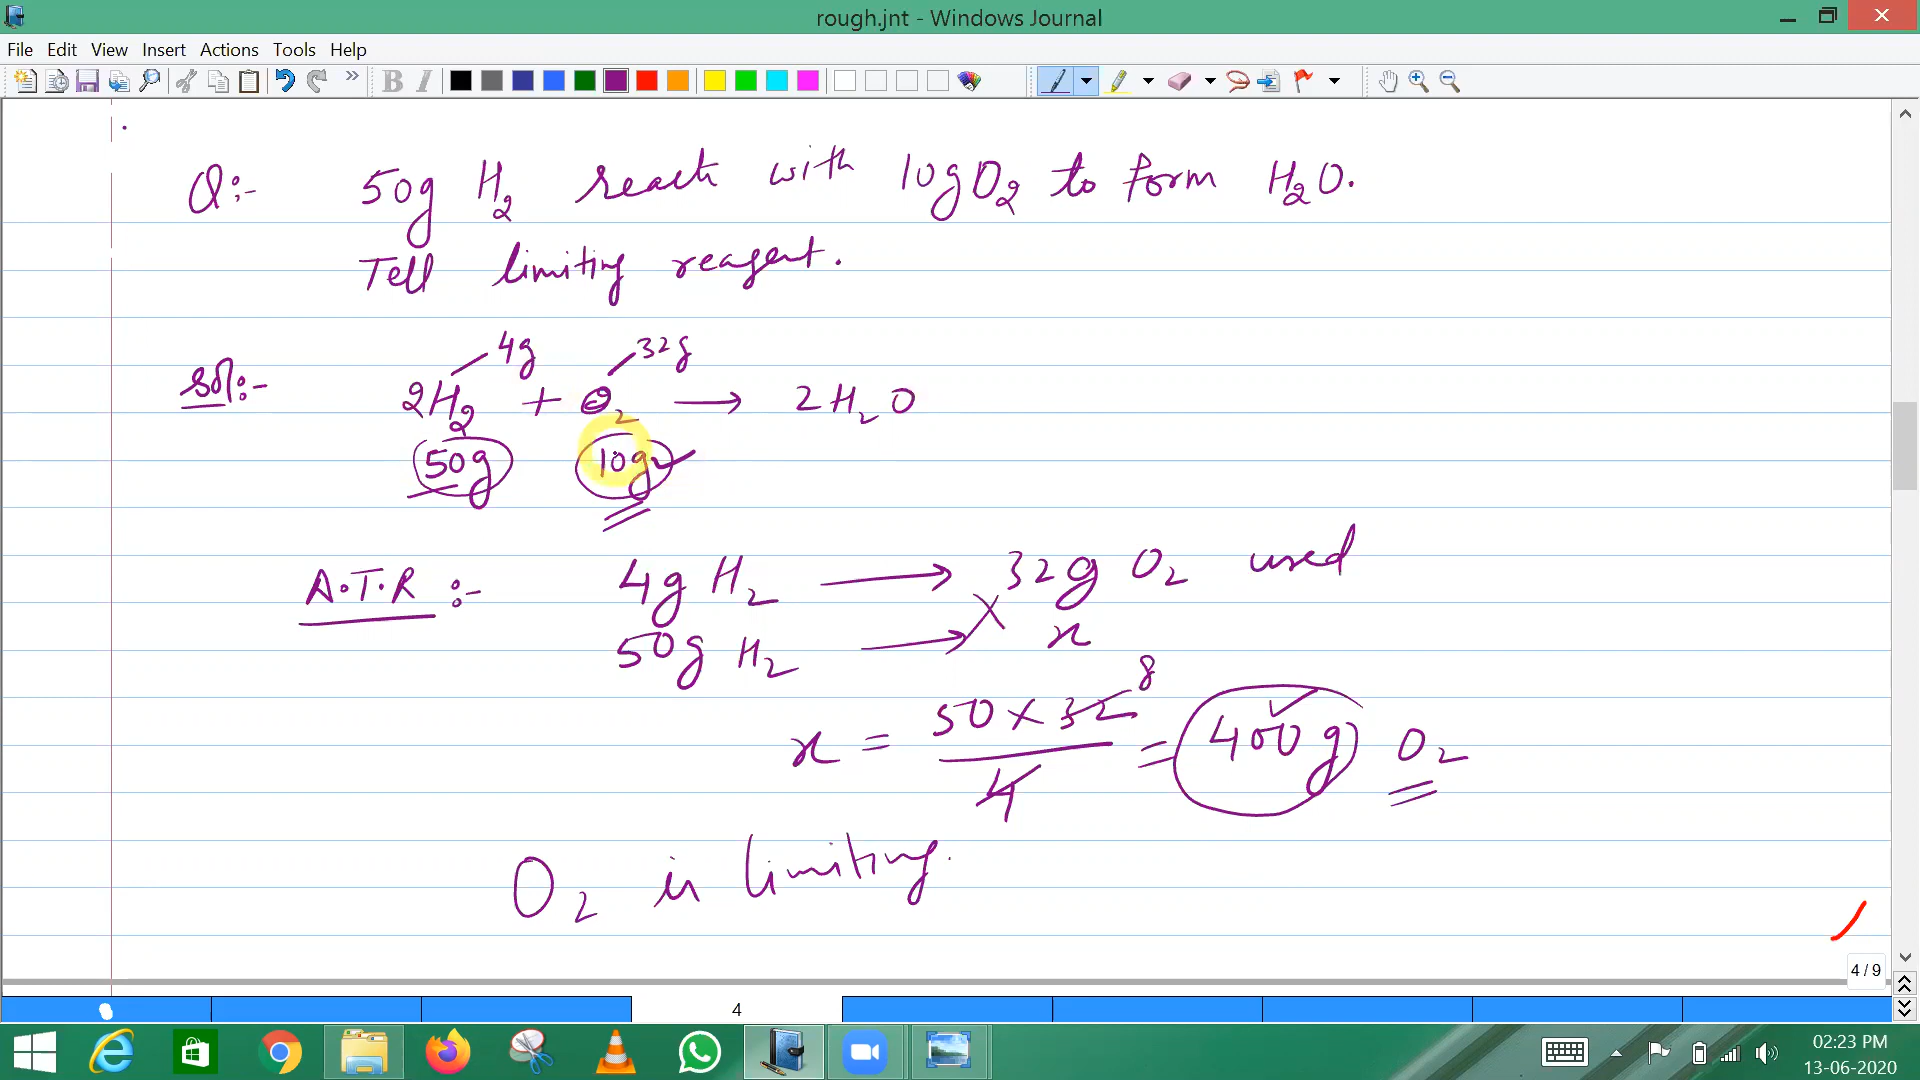 rough.jnt - Windows Journal
File Edit View Insert Actions Tools Help
Q:- 50g H₂ react with 10g O₂ to form H₂O.
Tell limiting reagent.
4g 32g
Sol:- 2H₂ + O₂ → 2H₂O
50g 10g
A.T.R :- 4g H₂ → 32g O₂ used
50g H₂ → x
8
x = 50 × 32 / 4 = 400g O₂
O₂ is limiting.
4 / 9
4
02:23 PM
13-06-2020